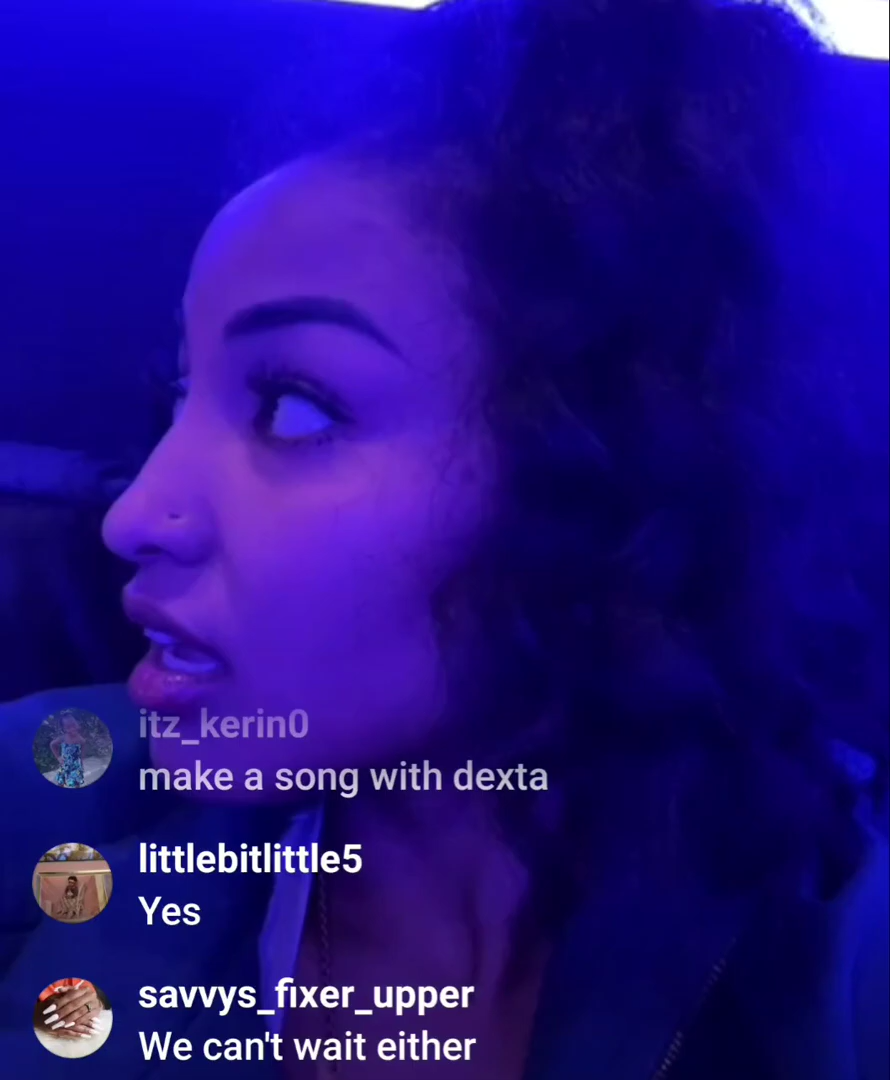 itz_kerin0
make a song with dexta
littlebitlittle5
Yes
savvys_fixer_upper
We can't wait either